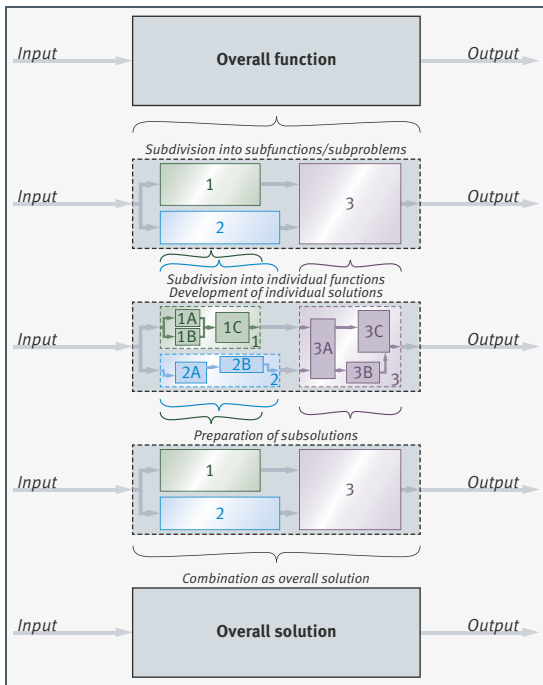 Input Overall function Output
Subdivision into subfunctions/subproblems
Input 1 3 Output
2
Subdivision into individual functions
Development of individual solutions
1A 1C 3C
Input 1B 1 3A Output
2A 2B 2 3B 3
Preparation of subsolutions
Input 1 3 Output
2
Combination as overall solution
Input Overall solution Output